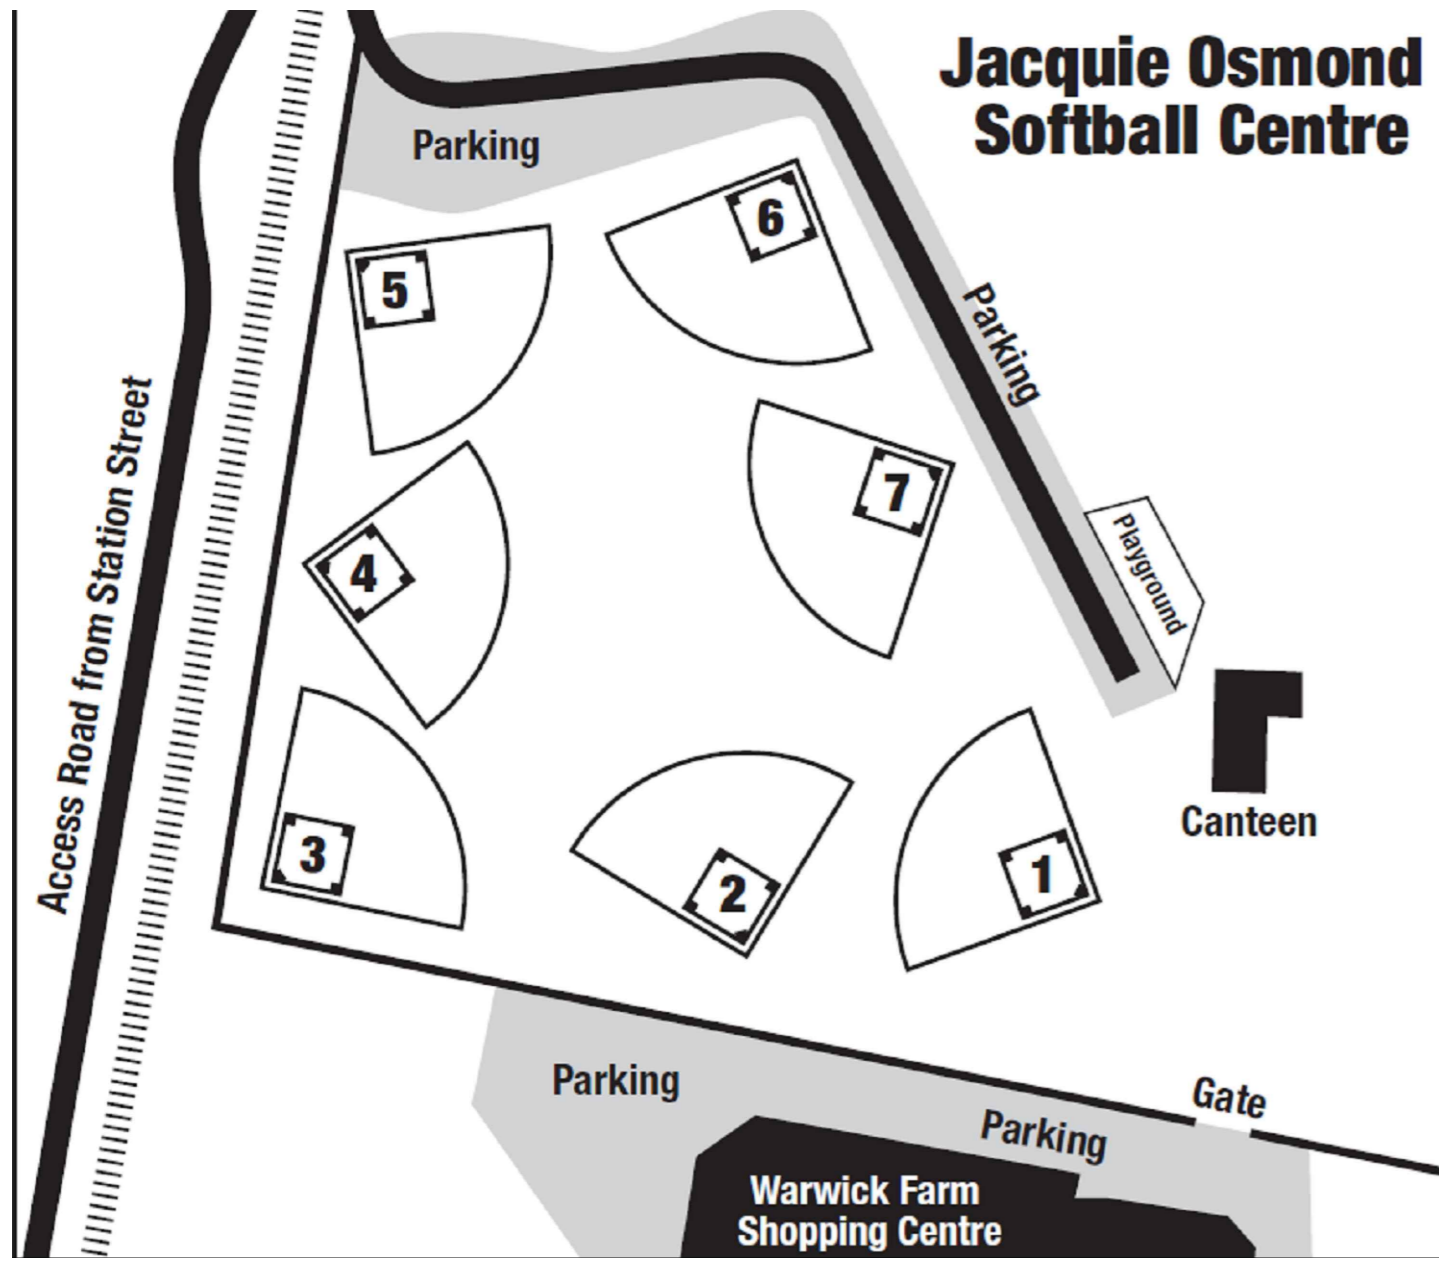 Jacquie Osmond
Softball Centre
Parking
6
5
Parking
Access Road from Station Street
7
Playground
4
Canteen
3
2
1
Parking
Gate
Parking
Warwick Farm
Shopping Centre